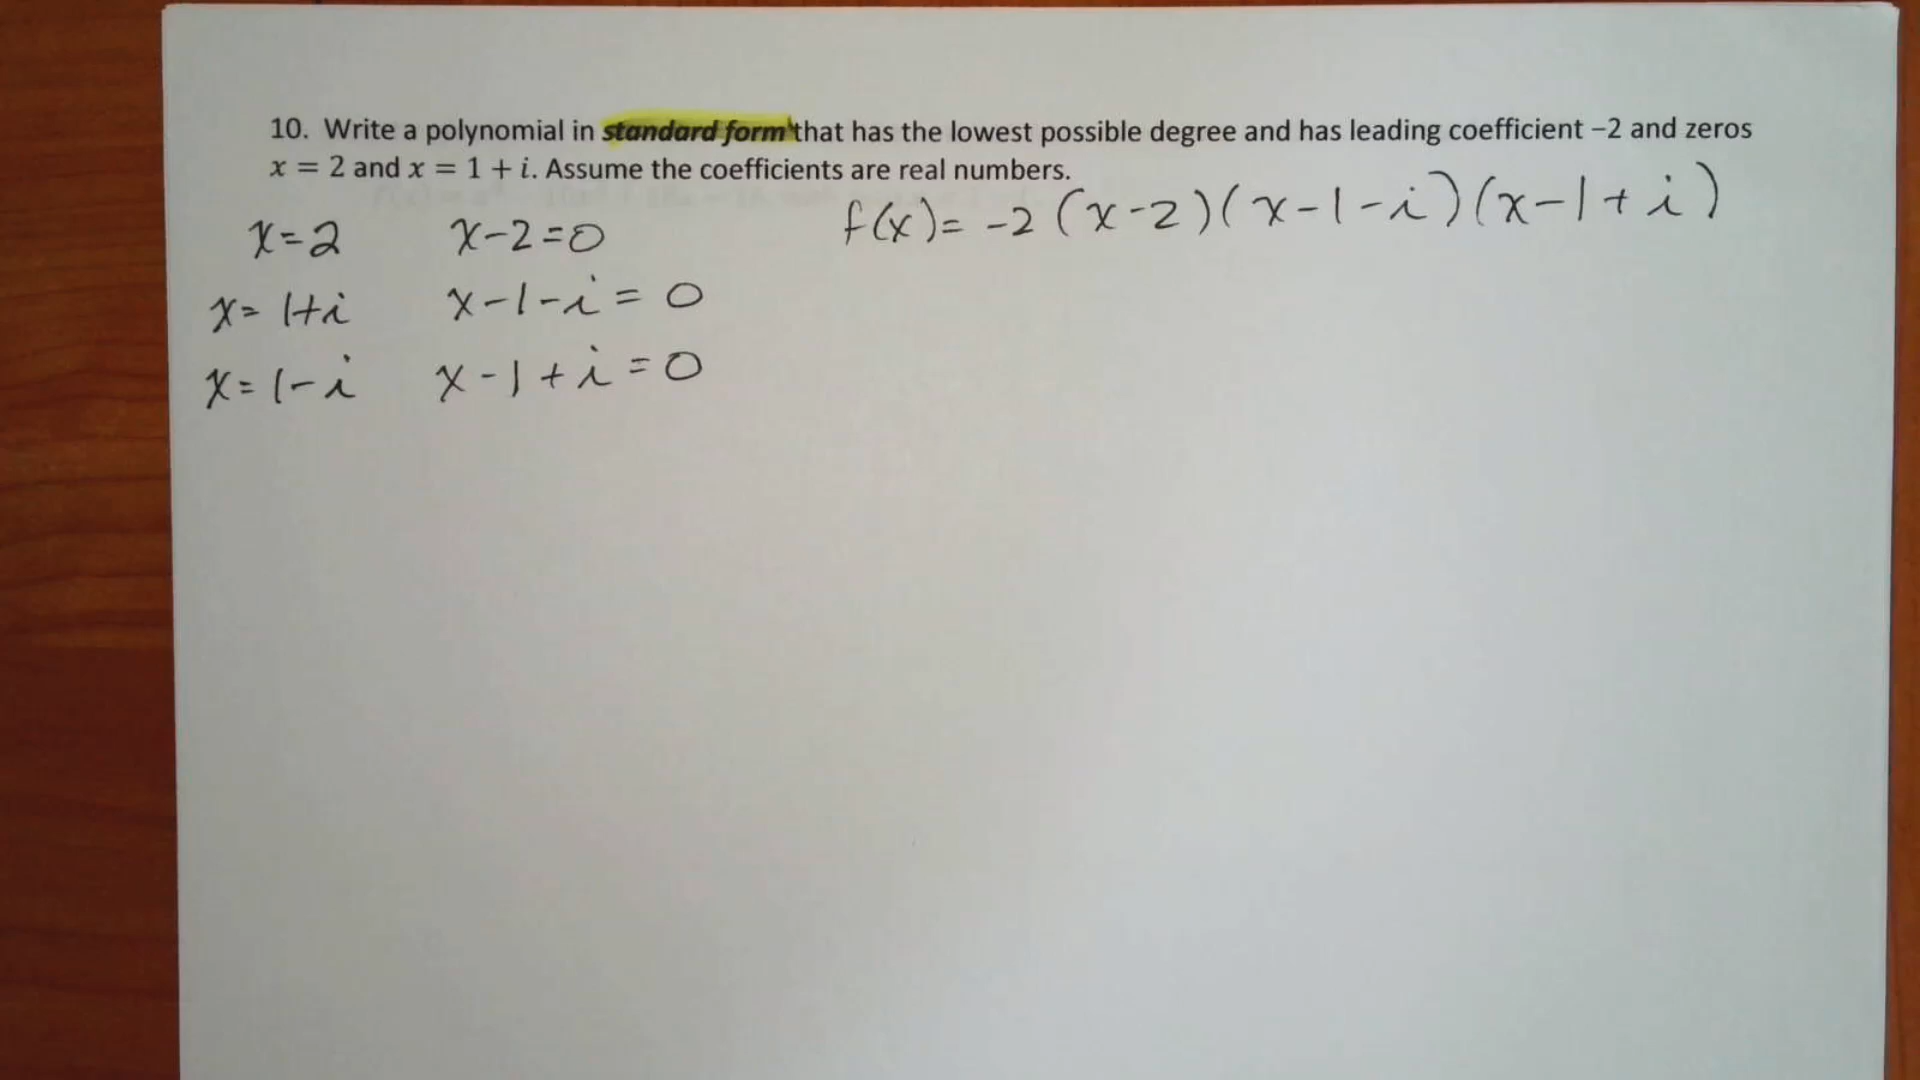 10. Write a polynomial in standard form that has the lowest possible degree and has leading coefficient −2 and zeros
x = 2 and x = 1 + i. Assume the coefficients are real numbers.
f(x)= -2(x-2)(x-1-i)(x-1+i)
x=2 x-2=0
x=1+i x-1-i=0
x=1-i x-1+i=0